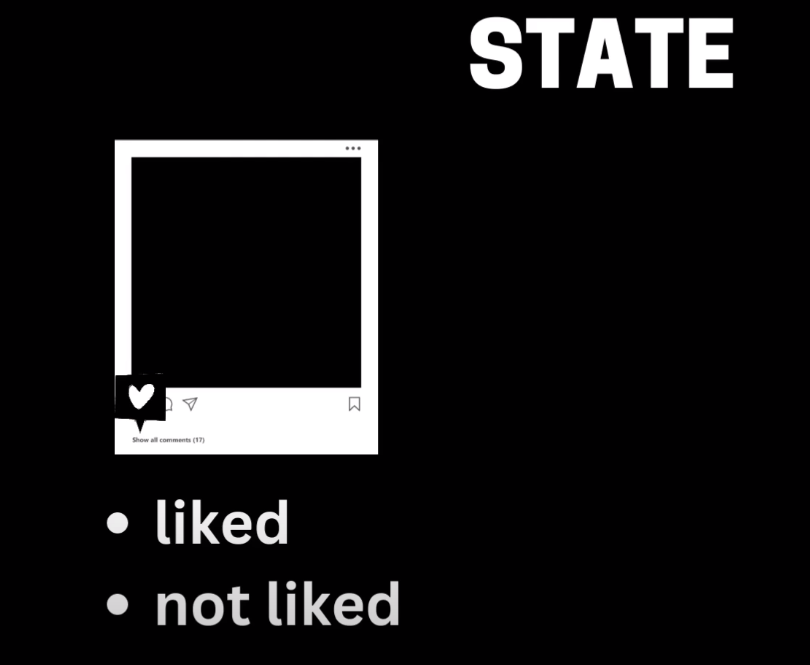 STATE
Show all comments (17)
• liked
• not liked